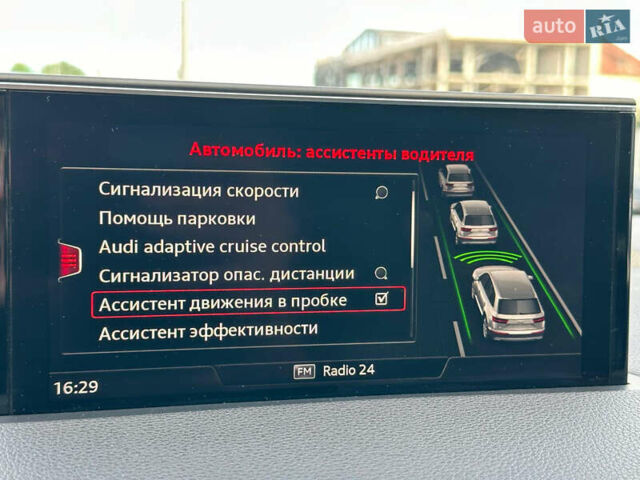 auto RIA.com
Автомобиль: ассистенты водителя
Сигнализация скорости
Помощь парковки
Audi adaptive cruise control
Сигнализатор опас. дистанции
Ассистент движения в пробке
Ассистент эффективности
FM Radio 24
16:29